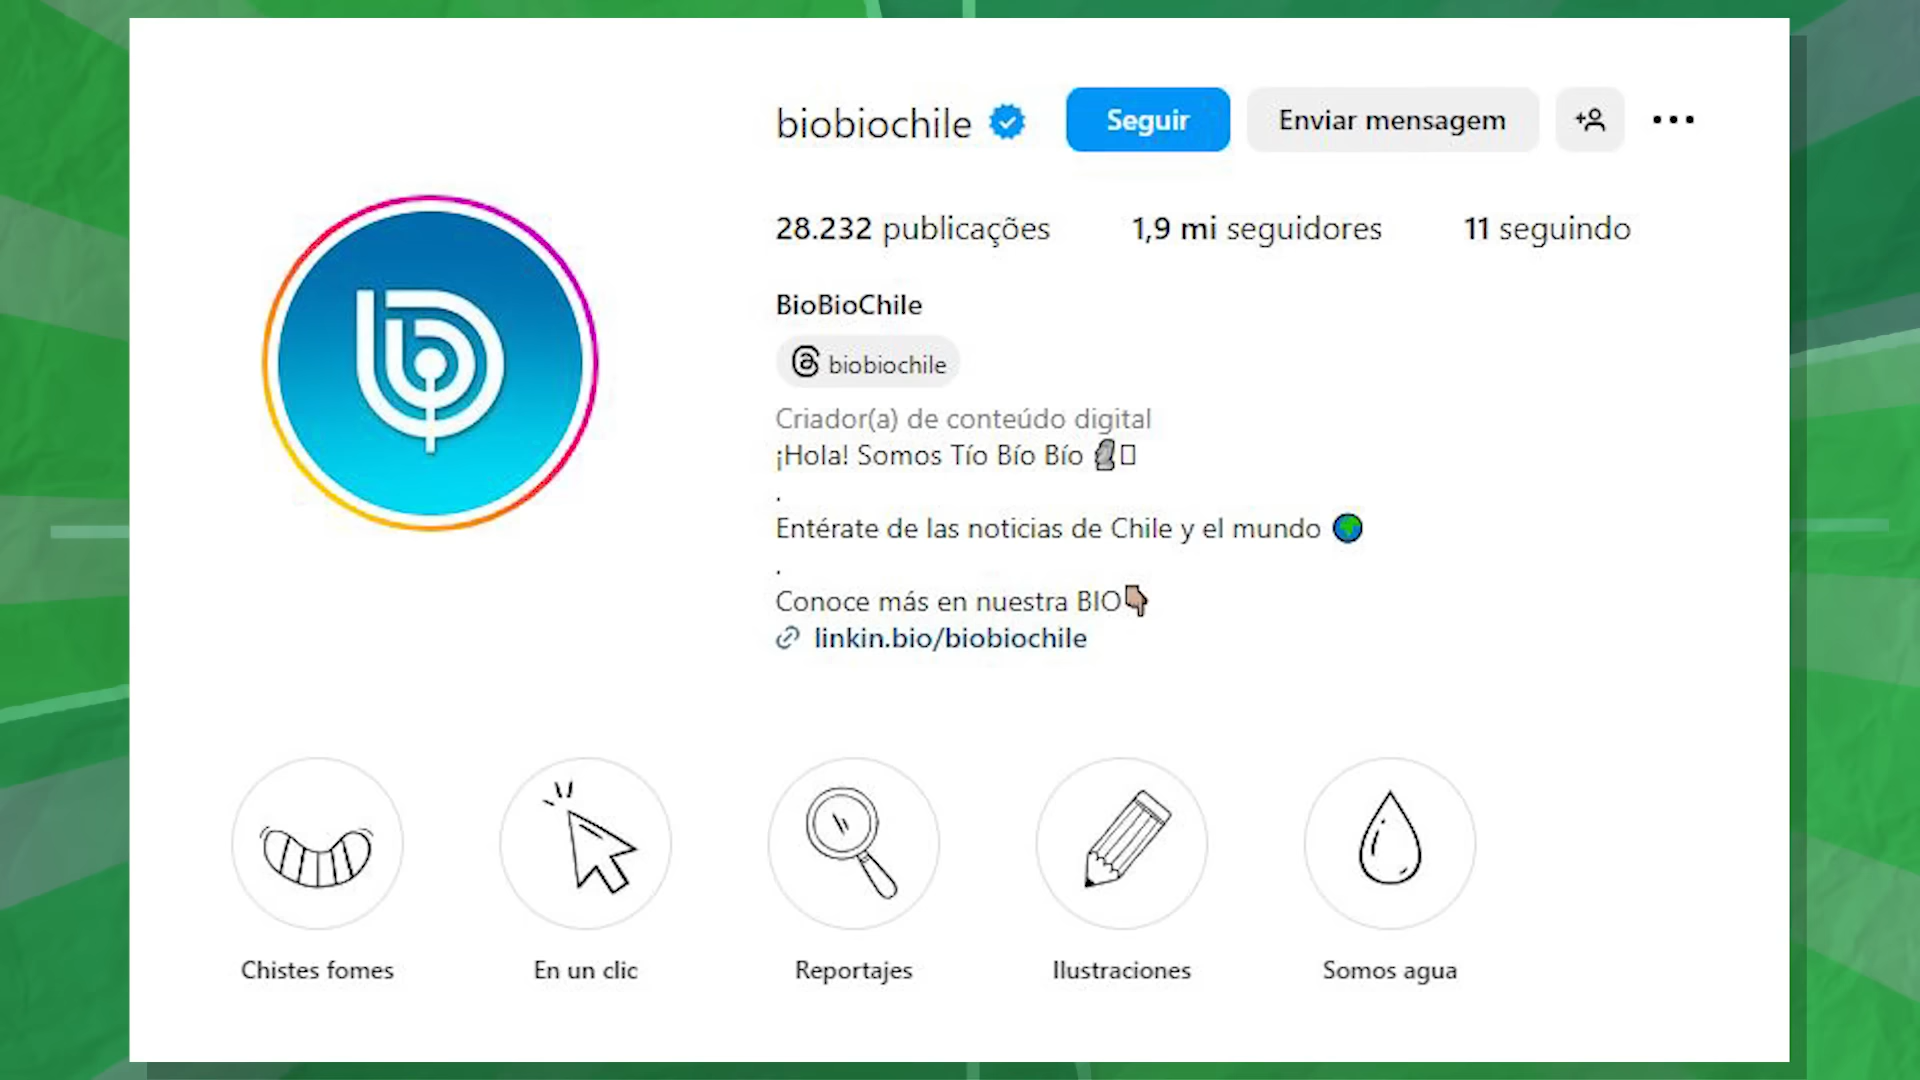 biobiochile
Seguir
Enviar mensagem
28.232 publicações
1,9 mi seguidores
11 seguindo
BioBioChile
biobiochile
Criador(a) de conteúdo digital
¡Hola! Somos Tío Bío Bío 🗿
.
Entérate de las noticias de Chile y el mundo 🌍
.
Conoce más en nuestra BIO👇🏽
linkin.bio/biobiochile
Chistes fomes
En un clic
Reportajes
Ilustraciones
Somos agua